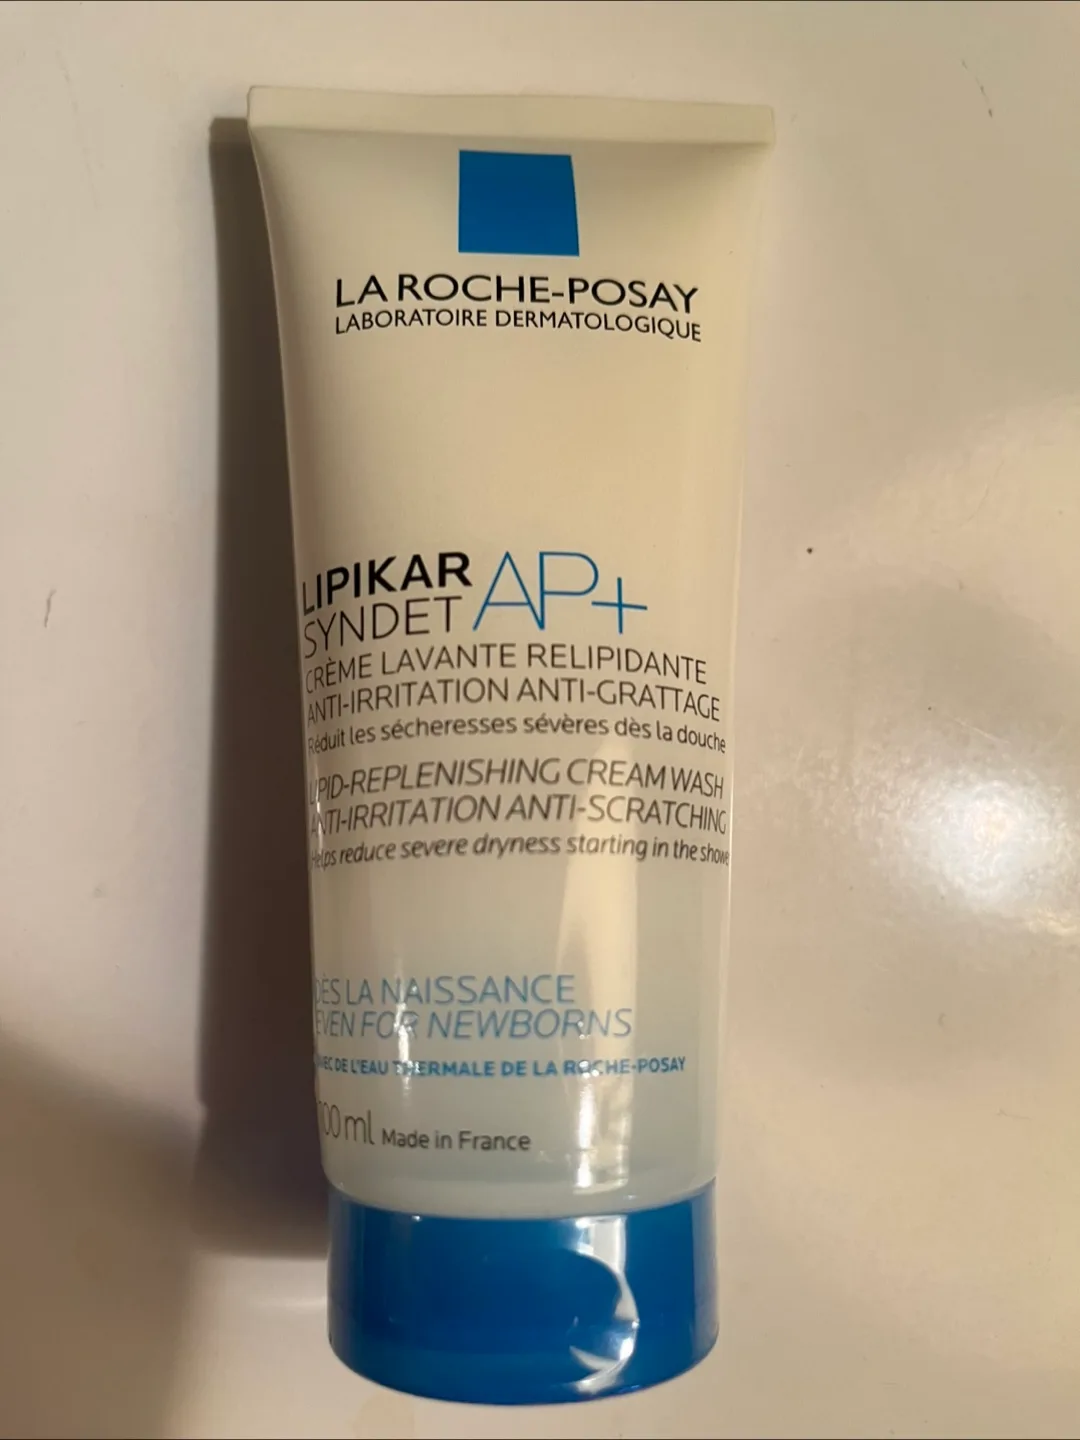 LA ROCHE-POSAY
LABORATOIRE DERMATOLOGIQUE
LIPIKAR
SYNDET AP+
CRÈME LAVANTE RELIPIDANTE
ANTI-IRRITATION ANTI-GRATTAGE
Réduit les sécheresses sévères dès la douche
LIPID-REPLENISHING CREAM WASH
ANTI-IRRITATION ANTI-SCRATCHING
Helps reduce severe dryness starting in the shower
DÈS LA NAISSANCE
EVEN FOR NEWBORNS
AVEC DE L'EAU THERMALE DE LA ROCHE-POSAY
ml Made in France